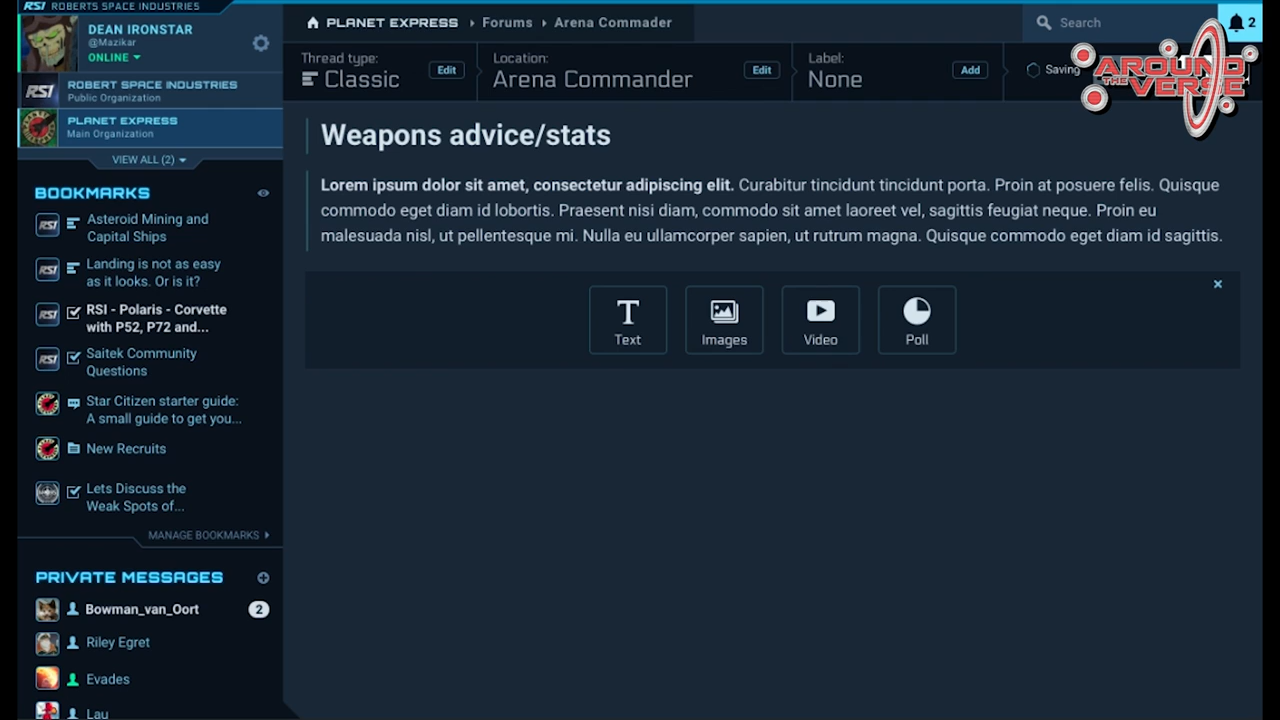 RSI ROBERTS SPACE INDUSTRIES
DEAN IRONSTAR
@Mazikar
ONLINE
RSI
ROBERT SPACE INDUSTRIES
Public Organization
PLANET EXPRESS
Main Organization
VIEW ALL (2)
BOOKMARKS
RSI
Asteroid Mining and
Capital Ships
RSI
Landing is not as easy
as it looks. Or is it?
RSI
RSI - Polaris - Corvette
with P52, P72 and...
RSI
Saitek Community
Questions
Star Citizen starter guide:
A small guide to get you...
New Recruits
Lets Discuss the
Weak Spots of...
MANAGE BOOKMARKS
PRIVATE MESSAGES
Bowman_van_Oort 2
Riley Egret
Evades
Lau
PLANET EXPRESS Forums Arena Commader
Search
2
Thread type:
Classic
Edit
Location:
Arena Commander
Edit
Label:
None
Add
Saving
AROUND
THE
VERSE
Weapons advice/stats
Lorem ipsum dolor sit amet, consectetur adipiscing elit. Curabitur tincidunt tincidunt porta. Proin at posuere felis. Quisque
commodo eget diam id lobortis. Praesent nisi diam, commodo sit amet laoreet vel, sagittis feugiat neque. Proin eu
malesuada nisl, ut pellentesque mi. Nulla eu ullamcorper sapien, ut rutrum magna. Quisque commodo eget diam id sagittis.
Text
Images
Video
Poll